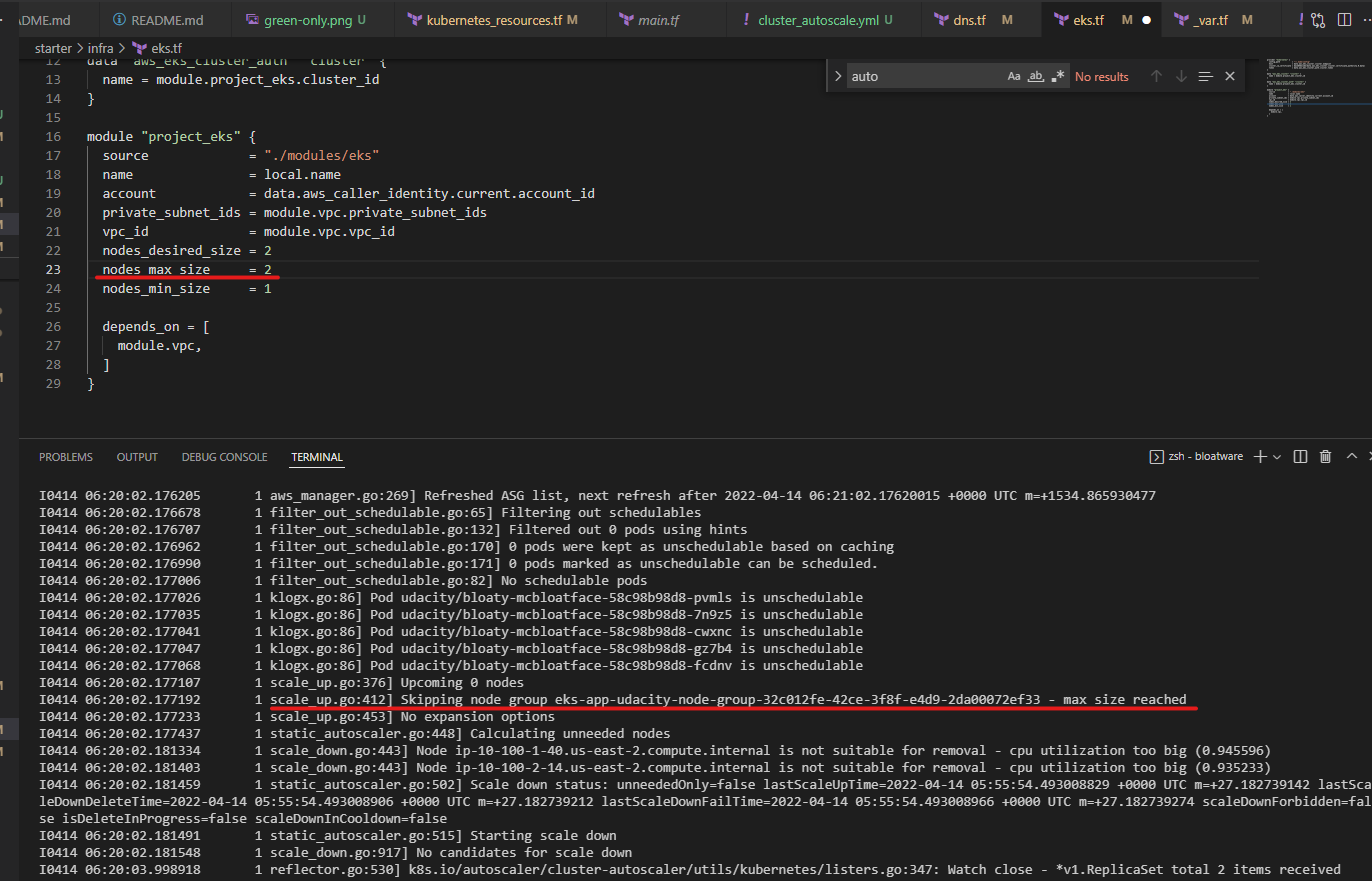 ADME.md README.md green-only.png U kubernetes_resources.tf M main.tf ! cluster_autoscale.yml U dns.tf M eks.tf M _var.tf M !
starter > infra > eks.tf
auto Aa ab .* No results
12 data "aws_eks_cluster_auth" "cluster" {
13 name = module.project_eks.cluster_id
14 }
15
16 module "project_eks" {
17 source = "./modules/eks"
18 name = local.name
19 account = data.aws_caller_identity.current.account_id
20 private_subnet_ids = module.vpc.private_subnet_ids
21 vpc_id = module.vpc.vpc_id
22 nodes_desired_size = 2
23 nodes_max_size = 2
24 nodes_min_size = 1
25
26 depends_on = [
27 module.vpc,
28 ]
29 }
PROBLEMS OUTPUT DEBUG CONSOLE TERMINAL zsh - bloatware
I0414 06:20:02.176205 1 aws_manager.go:269] Refreshed ASG list, next refresh after 2022-04-14 06:21:02.17620015 +0000 UTC m=+1534.865930477
I0414 06:20:02.176678 1 filter_out_schedulable.go:65] Filtering out schedulables
I0414 06:20:02.176707 1 filter_out_schedulable.go:132] Filtered out 0 pods using hints
I0414 06:20:02.176962 1 filter_out_schedulable.go:170] 0 pods were kept as unschedulable based on caching
I0414 06:20:02.176990 1 filter_out_schedulable.go:171] 0 pods marked as unschedulable can be scheduled.
I0414 06:20:02.177006 1 filter_out_schedulable.go:82] No schedulable pods
I0414 06:20:02.177026 1 klogx.go:86] Pod udacity/bloaty-mcbloatface-58c98b98d8-pvmls is unschedulable
I0414 06:20:02.177035 1 klogx.go:86] Pod udacity/bloaty-mcbloatface-58c98b98d8-7n9z5 is unschedulable
I0414 06:20:02.177041 1 klogx.go:86] Pod udacity/bloaty-mcbloatface-58c98b98d8-cwxnc is unschedulable
I0414 06:20:02.177047 1 klogx.go:86] Pod udacity/bloaty-mcbloatface-58c98b98d8-gz7b4 is unschedulable
I0414 06:20:02.177068 1 klogx.go:86] Pod udacity/bloaty-mcbloatface-58c98b98d8-fcdnv is unschedulable
I0414 06:20:02.177107 1 scale_up.go:376] Upcoming 0 nodes
I0414 06:20:02.177192 1 scale_up.go:412] Skipping node group eks-app-udacity-node-group-32c012fe-42ce-3f8f-e4d9-2da00072ef33 - max size reached
I0414 06:20:02.177233 1 scale_up.go:453] No expansion options
I0414 06:20:02.177437 1 static_autoscaler.go:448] Calculating unneeded nodes
I0414 06:20:02.181334 1 scale_down.go:443] Node ip-10-100-1-40.us-east-2.compute.internal is not suitable for removal - cpu utilization too big (0.945596)
I0414 06:20:02.181403 1 scale_down.go:443] Node ip-10-100-2-14.us-east-2.compute.internal is not suitable for removal - cpu utilization too big (0.935233)
I0414 06:20:02.181459 1 static_autoscaler.go:502] Scale down status: unneededOnly=false lastScaleUpTime=2022-04-14 05:55:54.493008829 +0000 UTC m=+27.182739142 lastSca
leDownDeleteTime=2022-04-14 05:55:54.493008906 +0000 UTC m=+27.182739212 lastScaleDownFailTime=2022-04-14 05:55:54.493008966 +0000 UTC m=+27.182739274 scaleDownForbidden=fal
se isDeleteInProgress=false scaleDownInCooldown=false
I0414 06:20:02.181491 1 static_autoscaler.go:515] Starting scale down
I0414 06:20:02.181548 1 scale_down.go:917] No candidates for scale down
I0414 06:20:03.998918 1 reflector.go:530] k8s.io/autoscaler/cluster-autoscaler/utils/kubernetes/listers.go:347: Watch close - *v1.ReplicaSet total 2 items received